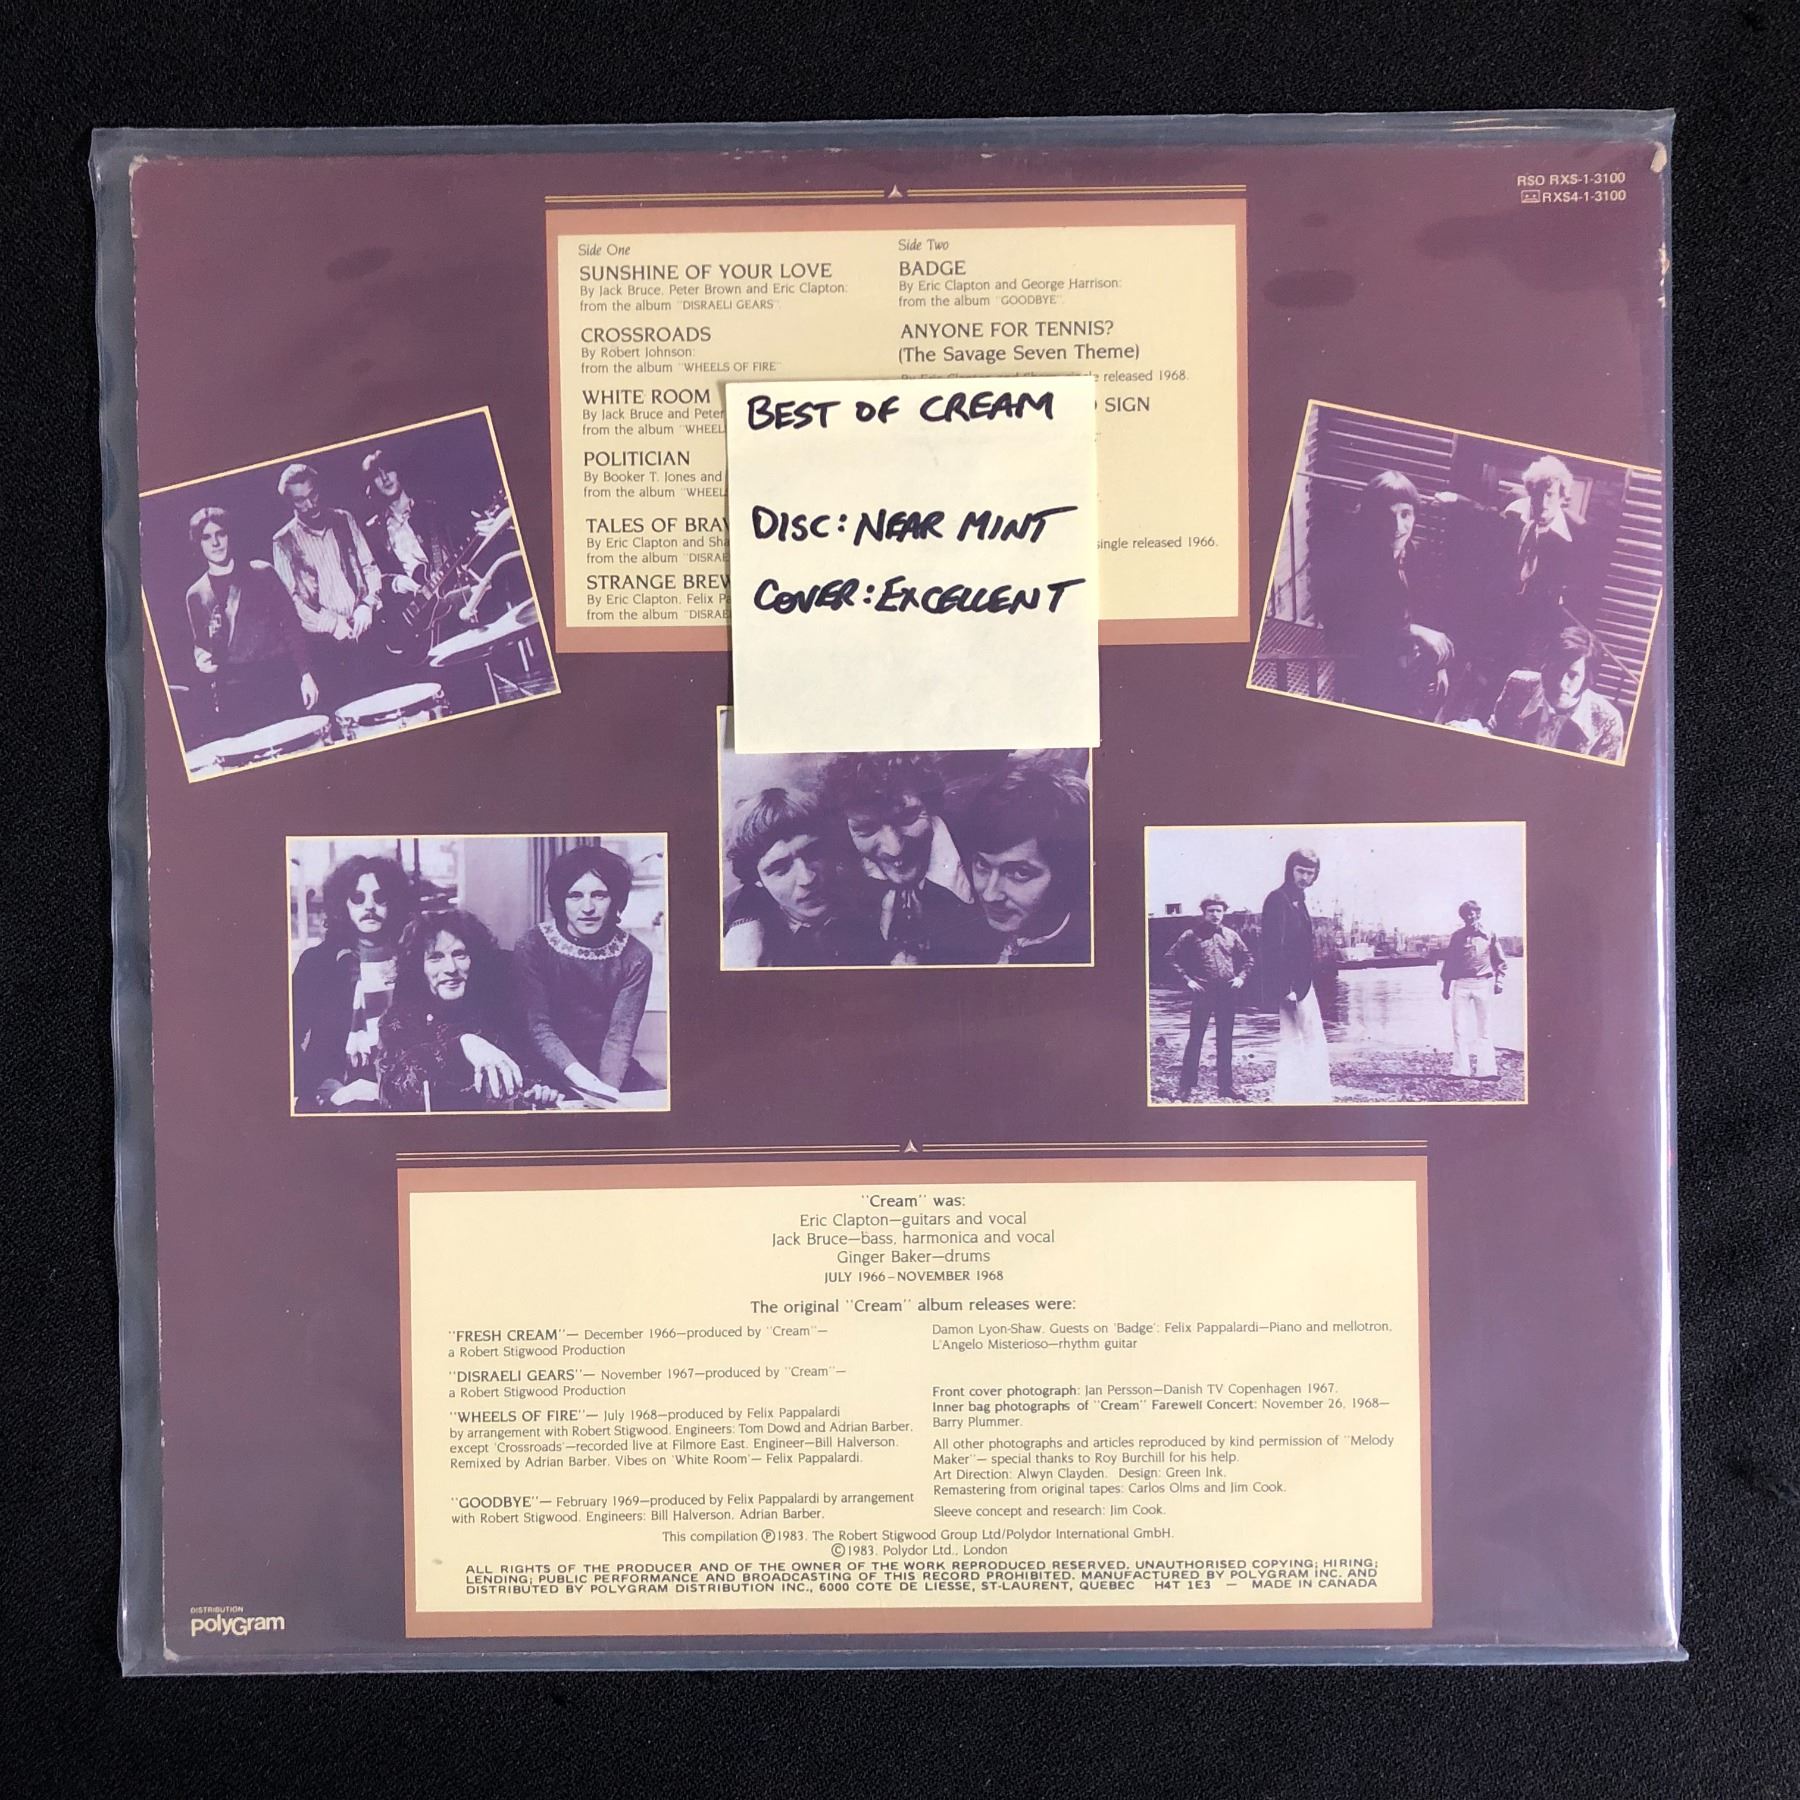 RSO RXS-1-3100
RXS4-1-3100
Side One
SUNSHINE OF YOUR LOVE
By Jack Bruce, Peter Brown and Eric Clapton:
from the album "DISRAELI GEARS".
CROSSROADS
By Robert Johnson:
from the album "WHEELS OF FIRE"
WHITE ROOM
By Jack Bruce and Peter
from the album "WHEEL
POLITICIAN
By Booker T. Jones and
from the album "WHEEL
TALES OF BRAV
By Eric Clapton and Sha
from the album "DISRAE
STRANGE BREW
By Eric Clapton, Felix Pa
from the album "DISRAE
Side Two
BADGE
By Eric Clapton and George Harrison:
from the album "GOODBYE".
ANYONE FOR TENNIS?
(The Savage Seven Theme)
By Eric Clapton and Sharp: single released 1968.
SIGN
single released 1966.
BEST OF CREAM
DISC: NEAR MINT
COVER: EXCELLENT
"Cream" was:
Eric Clapton—guitars and vocal
Jack Bruce—bass, harmonica and vocal
Ginger Baker—drums
JULY 1966–NOVEMBER 1968
The original "Cream" album releases were:
"FRESH CREAM"— December 1966—produced by "Cream"—
a Robert Stigwood Production
"DISRAELI GEARS"— November 1967—produced by "Cream"—
a Robert Stigwood Production
"WHEELS OF FIRE"— July 1968—produced by Felix Pappalardi
by arrangement with Robert Stigwood. Engineers: Tom Dowd and Adrian Barber,
except 'Crossroads'—recorded live at Filmore East. Engineer—Bill Halverson.
Remixed by Adrian Barber. Vibes on 'White Room'— Felix Pappalardi.
"GOODBYE"— February 1969—produced by Felix Pappalardi by arrangement
with Robert Stigwood. Engineers: Bill Halverson, Adrian Barber,
Damon Lyon-Shaw. Guests on 'Badge': Felix Pappalardi—Piano and mellotron,
L'Angelo Misterioso—rhythm guitar
Front cover photograph: Jan Persson—Danish TV Copenhagen 1967.
Inner bag photographs of "Cream" Farewell Concert: November 26, 1968—
Barry Plummer.
All other photographs and articles reproduced by kind permission of "Melody
Maker"— special thanks to Roy Burchill for his help.
Art Direction: Alwyn Clayden. Design: Green Ink.
Remastering from original tapes: Carlos Olms and Jim Cook.
Sleeve concept and research: Jim Cook.
This compilation Ⓟ1983. The Robert Stigwood Group Ltd/Polydor International GmbH.
©1983. Polydor Ltd., London
ALL RIGHTS OF THE PRODUCER AND OF THE OWNER OF THE WORK REPRODUCED RESERVED. UNAUTHORISED COPYING; HIRING;
LENDING; PUBLIC PERFORMANCE AND BROADCASTING OF THIS RECORD PROHIBITED. MANUFACTURED BY POLYGRAM INC. AND
DISTRIBUTED BY POLYGRAM DISTRIBUTION INC., 6000 COTE DE LIESSE, ST-LAURENT, QUEBEC H4T 1E3 — MADE IN CANADA
DISTRIBUTION
polyGram